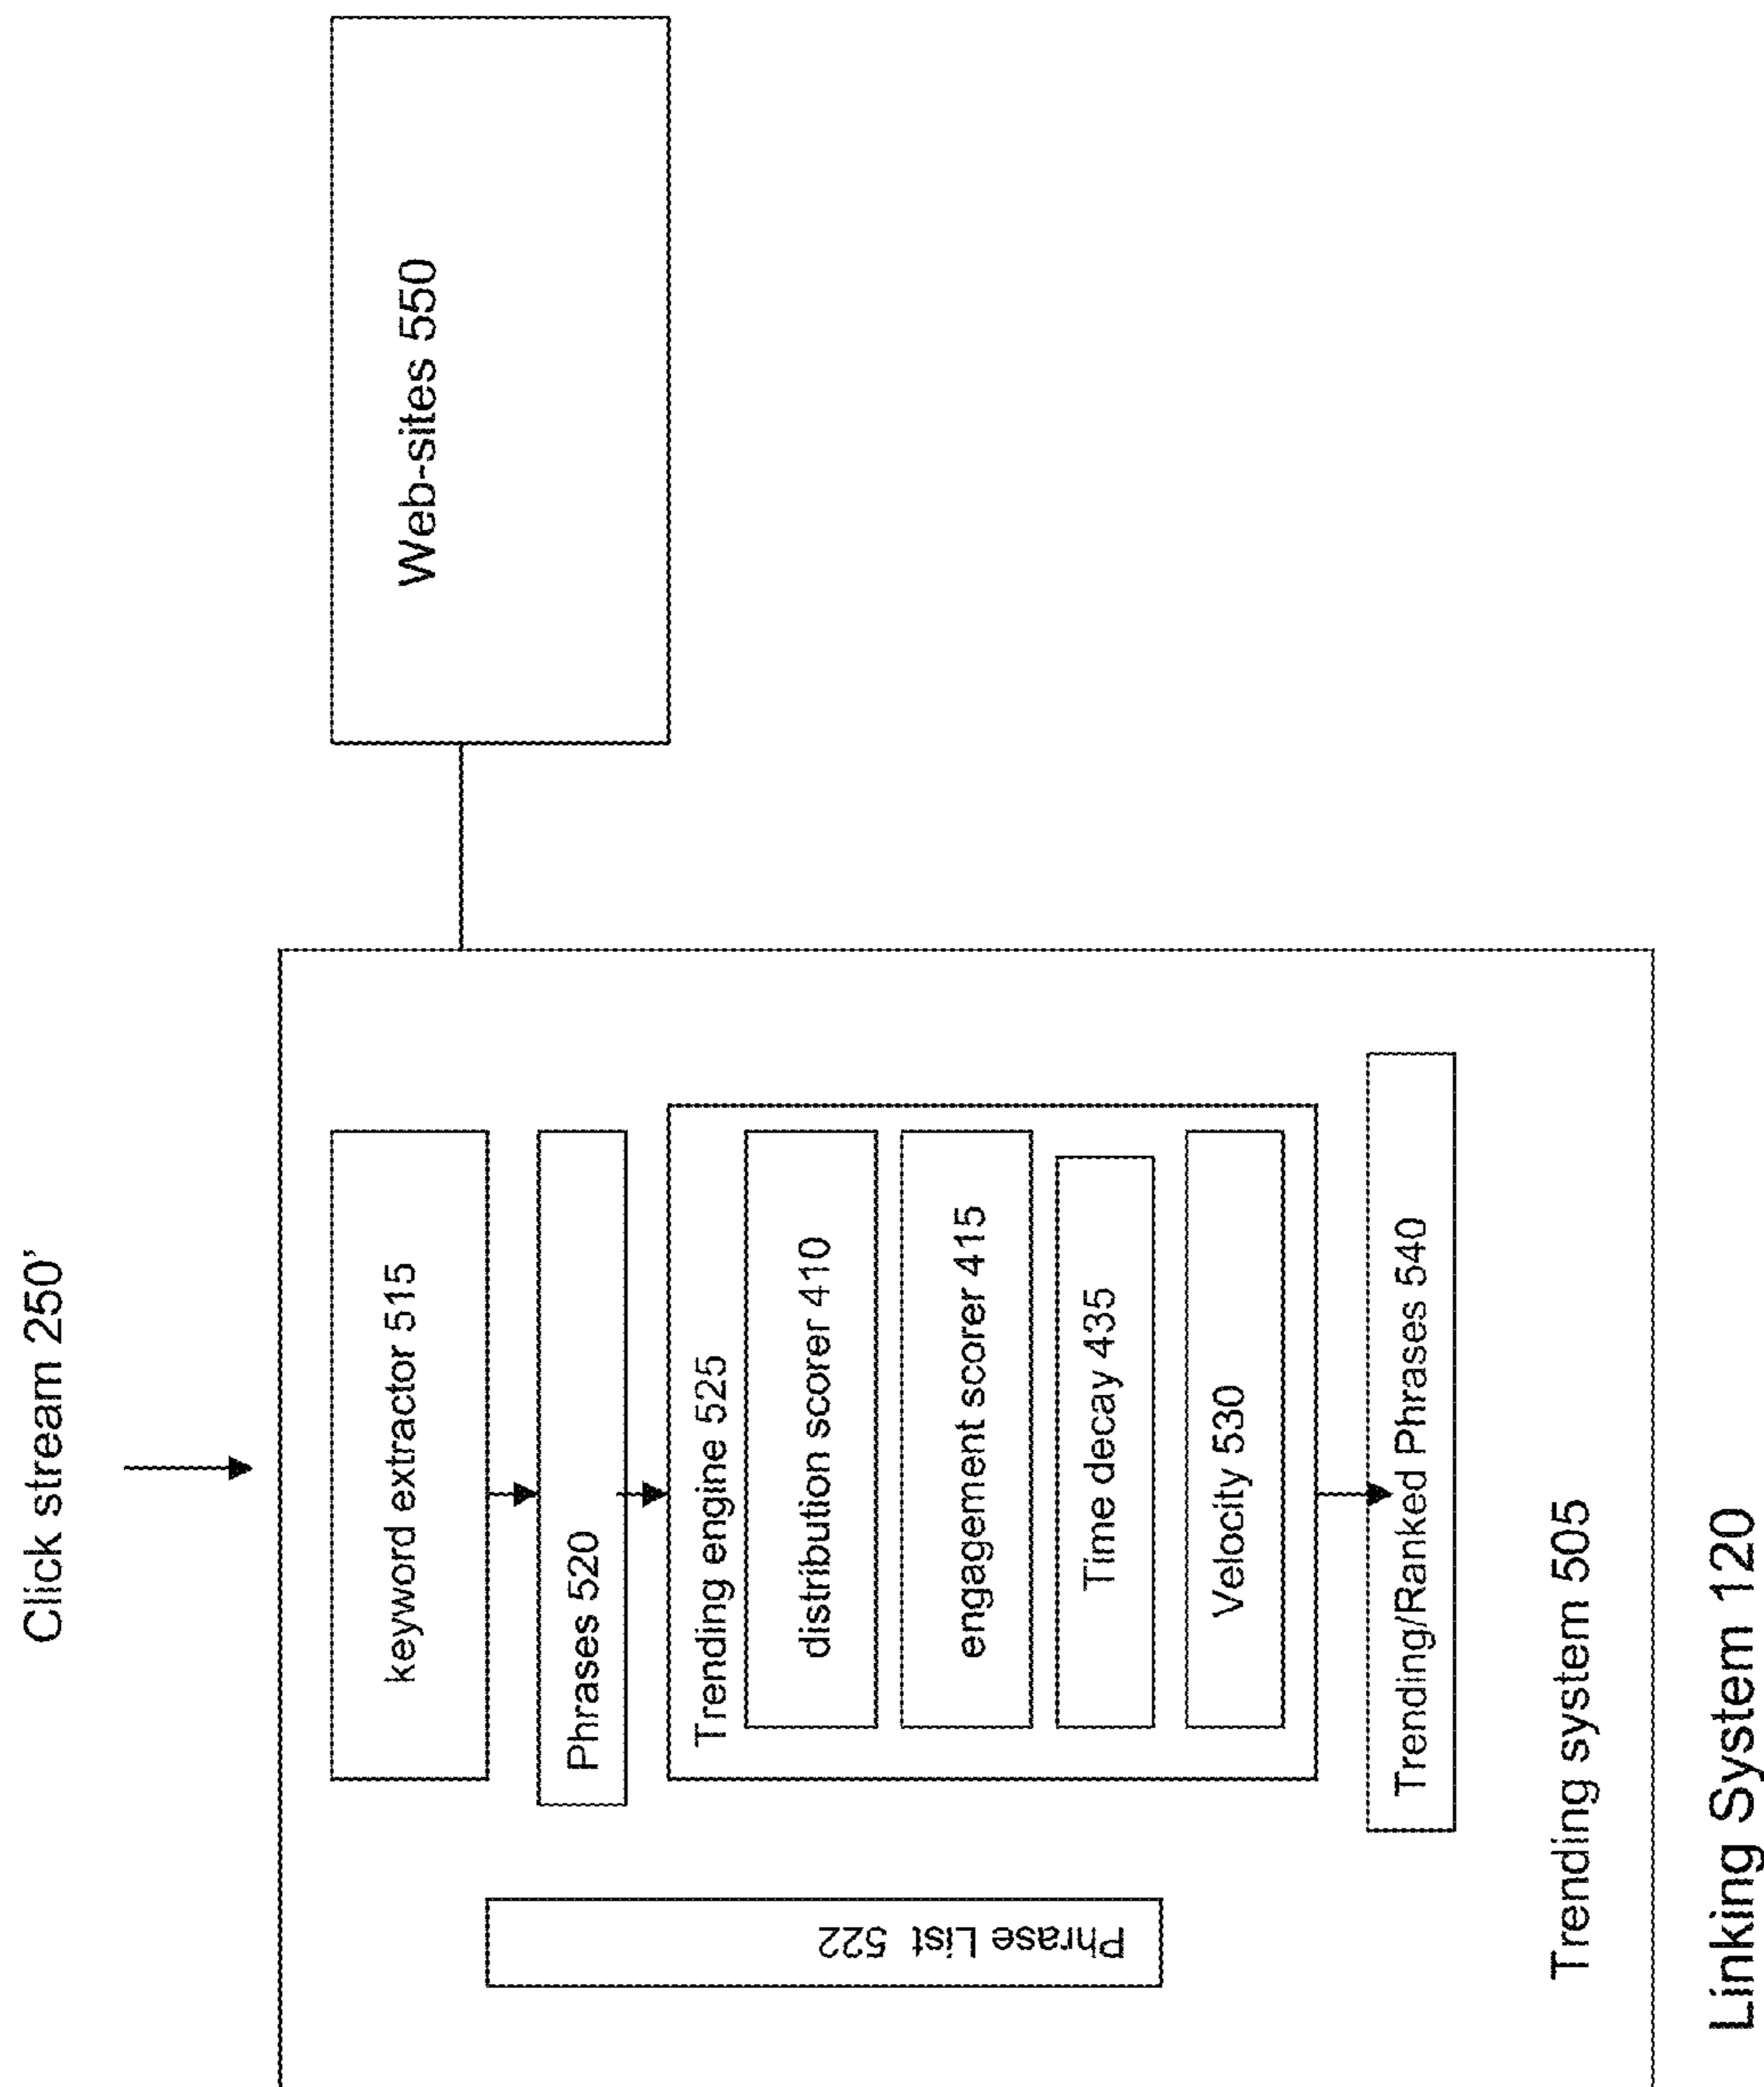 Click stream 250’
keyword extractor 515
Phrases 520
Phrase List 522
Trending engine 525
distribution scorer 410
engagement scorer 415
Time decay 435
Velocity 530
Trending/Ranked Phrases 540
Trending system 505
Linking System 120
Web-sites 550